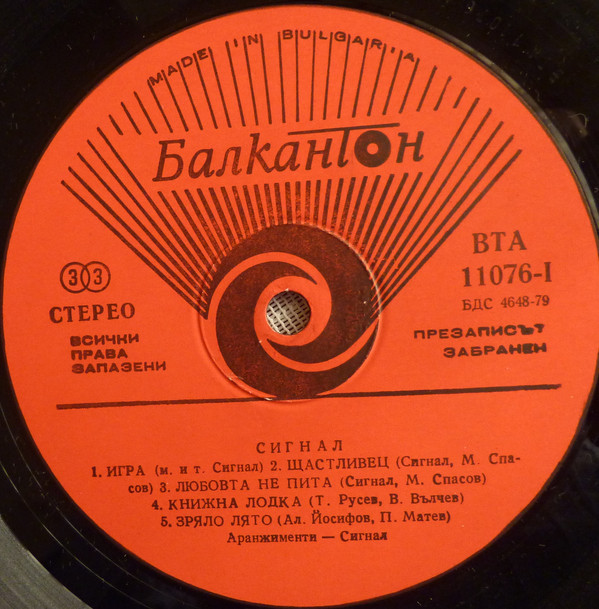 MADE IN BULGARIA
Балкантон
33
СТЕРЕО
ВСИЧКИ
ПРАВА
ЗАПАЗЕНИ
ВТА
11076-I
БДС 4648-79
ПРЕЗАПИСЪТ
ЗАБРАНЕН
СИГНАЛ
1. ИГРА (м. и т. Сигнал) 2. ЩАСТЛИВЕЦ (Сигнал, М. Спа-
сов) 3. ЛЮБОВТА НЕ ПИТА (Сигнал, М. Спасов)
4. КНИЖНА ЛОДКА (Т. Русев, В. Вълчев)
5. ЗРЯЛО ЛЯТО (Ал. Йосифов, П. Матев)
Аранжименти — Сигнал